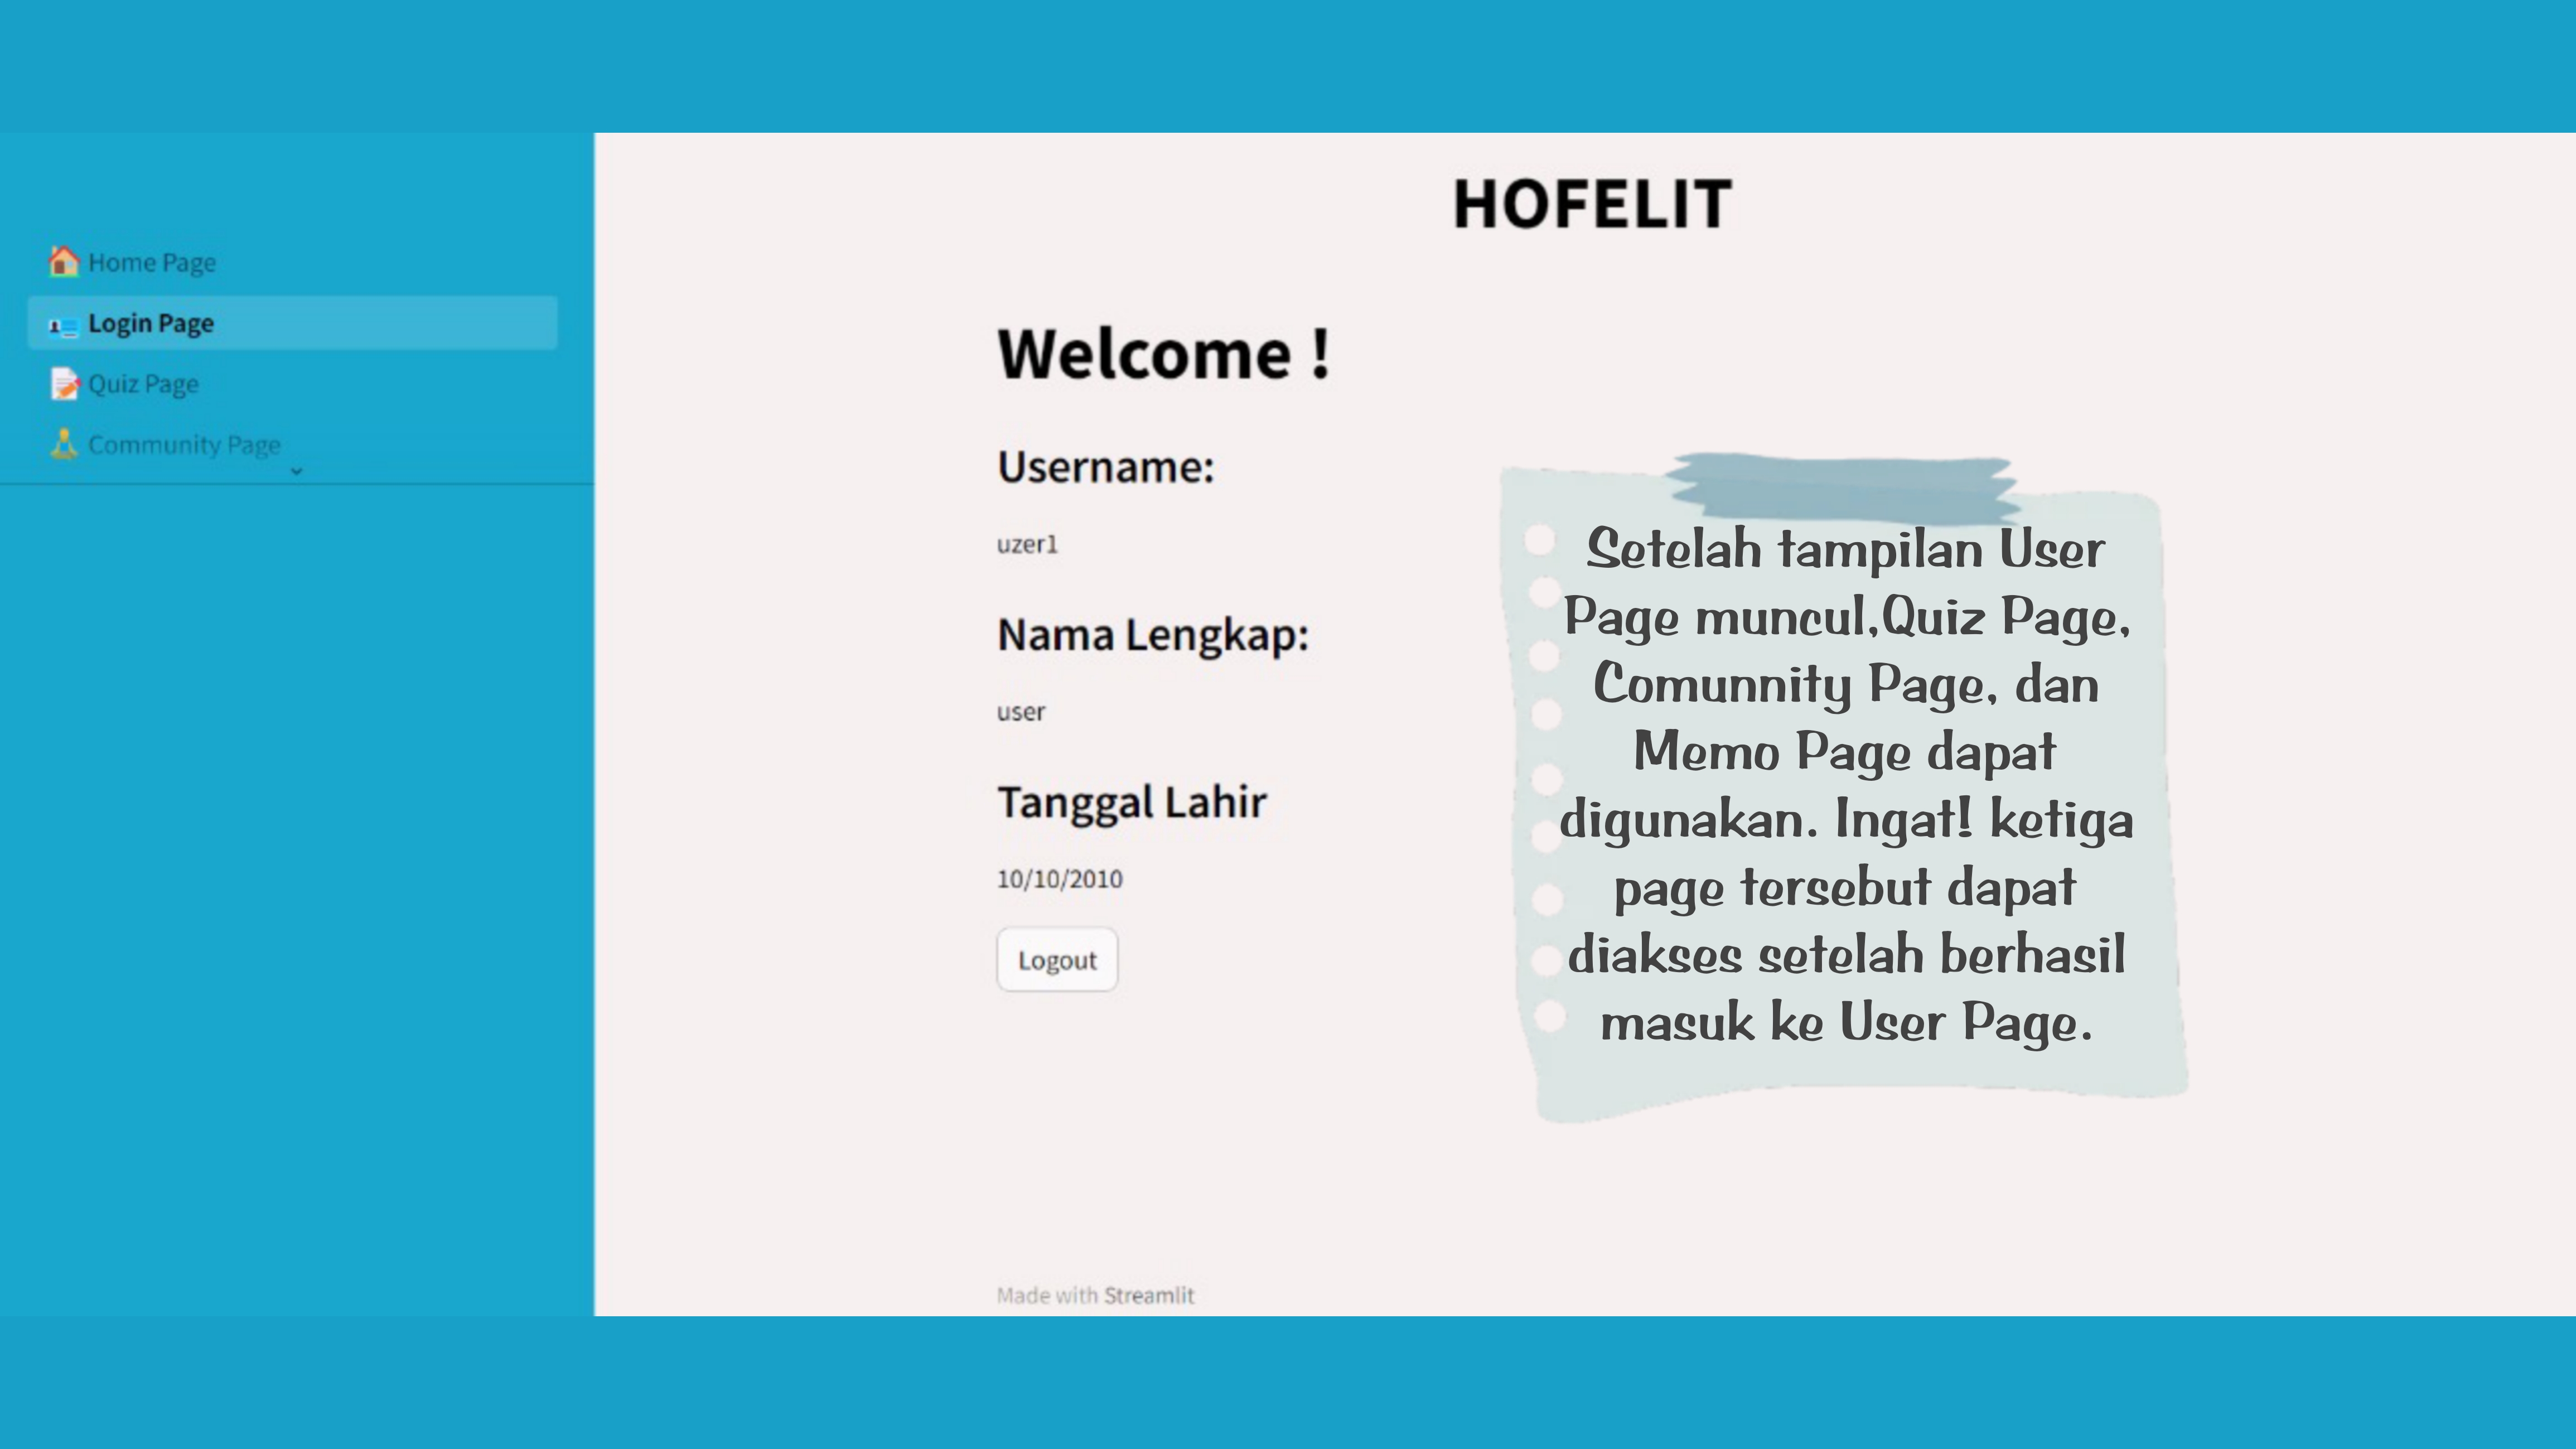 Home Page
Login Page
Quiz Page
Community Page
HOFELIT
Welcome !
Username:
uzer1
Nama Lengkap:
user
Tanggal Lahir
10/10/2010
Logout
Made with Streamlit
Setelah tampilan User
Page muncul,Quiz Page,
Comunnity Page, dan
Memo Page dapat
digunakan. Ingat! ketiga
page tersebut dapat
diakses setelah berhasil
masuk ke User Page.